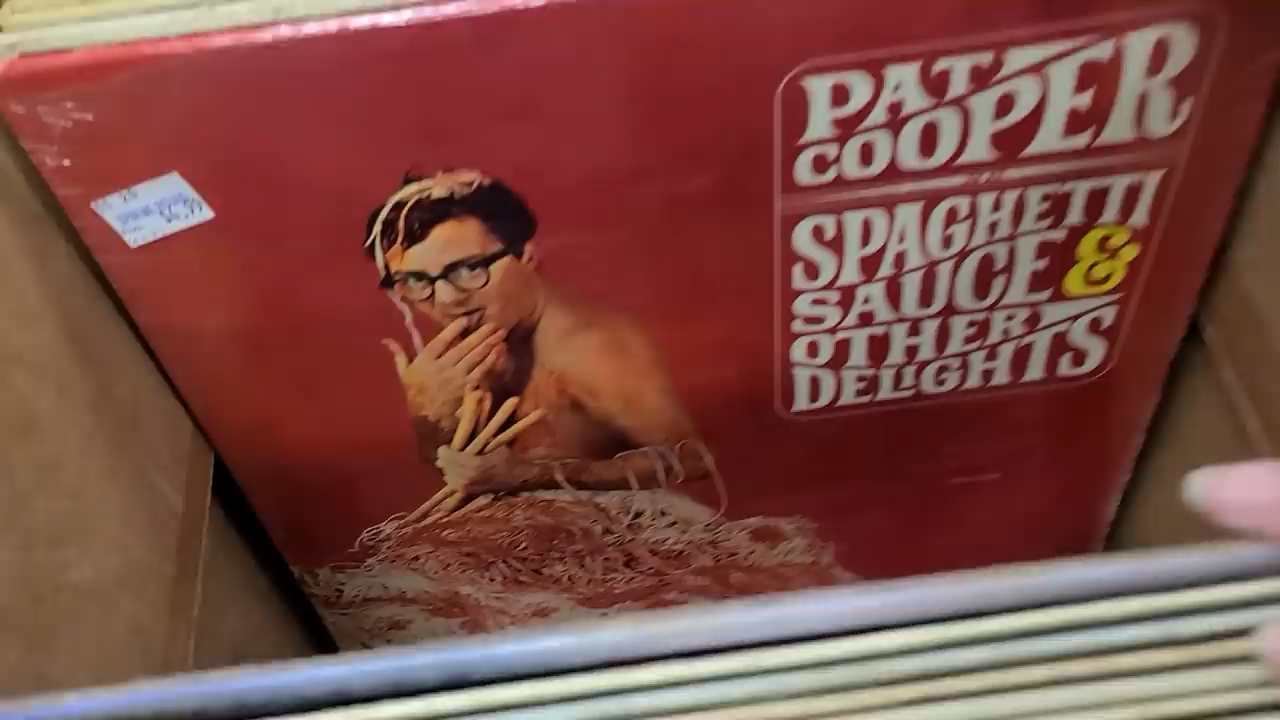 PAT
COOPER
SPAGHETTI
SAUCE &
OTHER
DELIGHTS